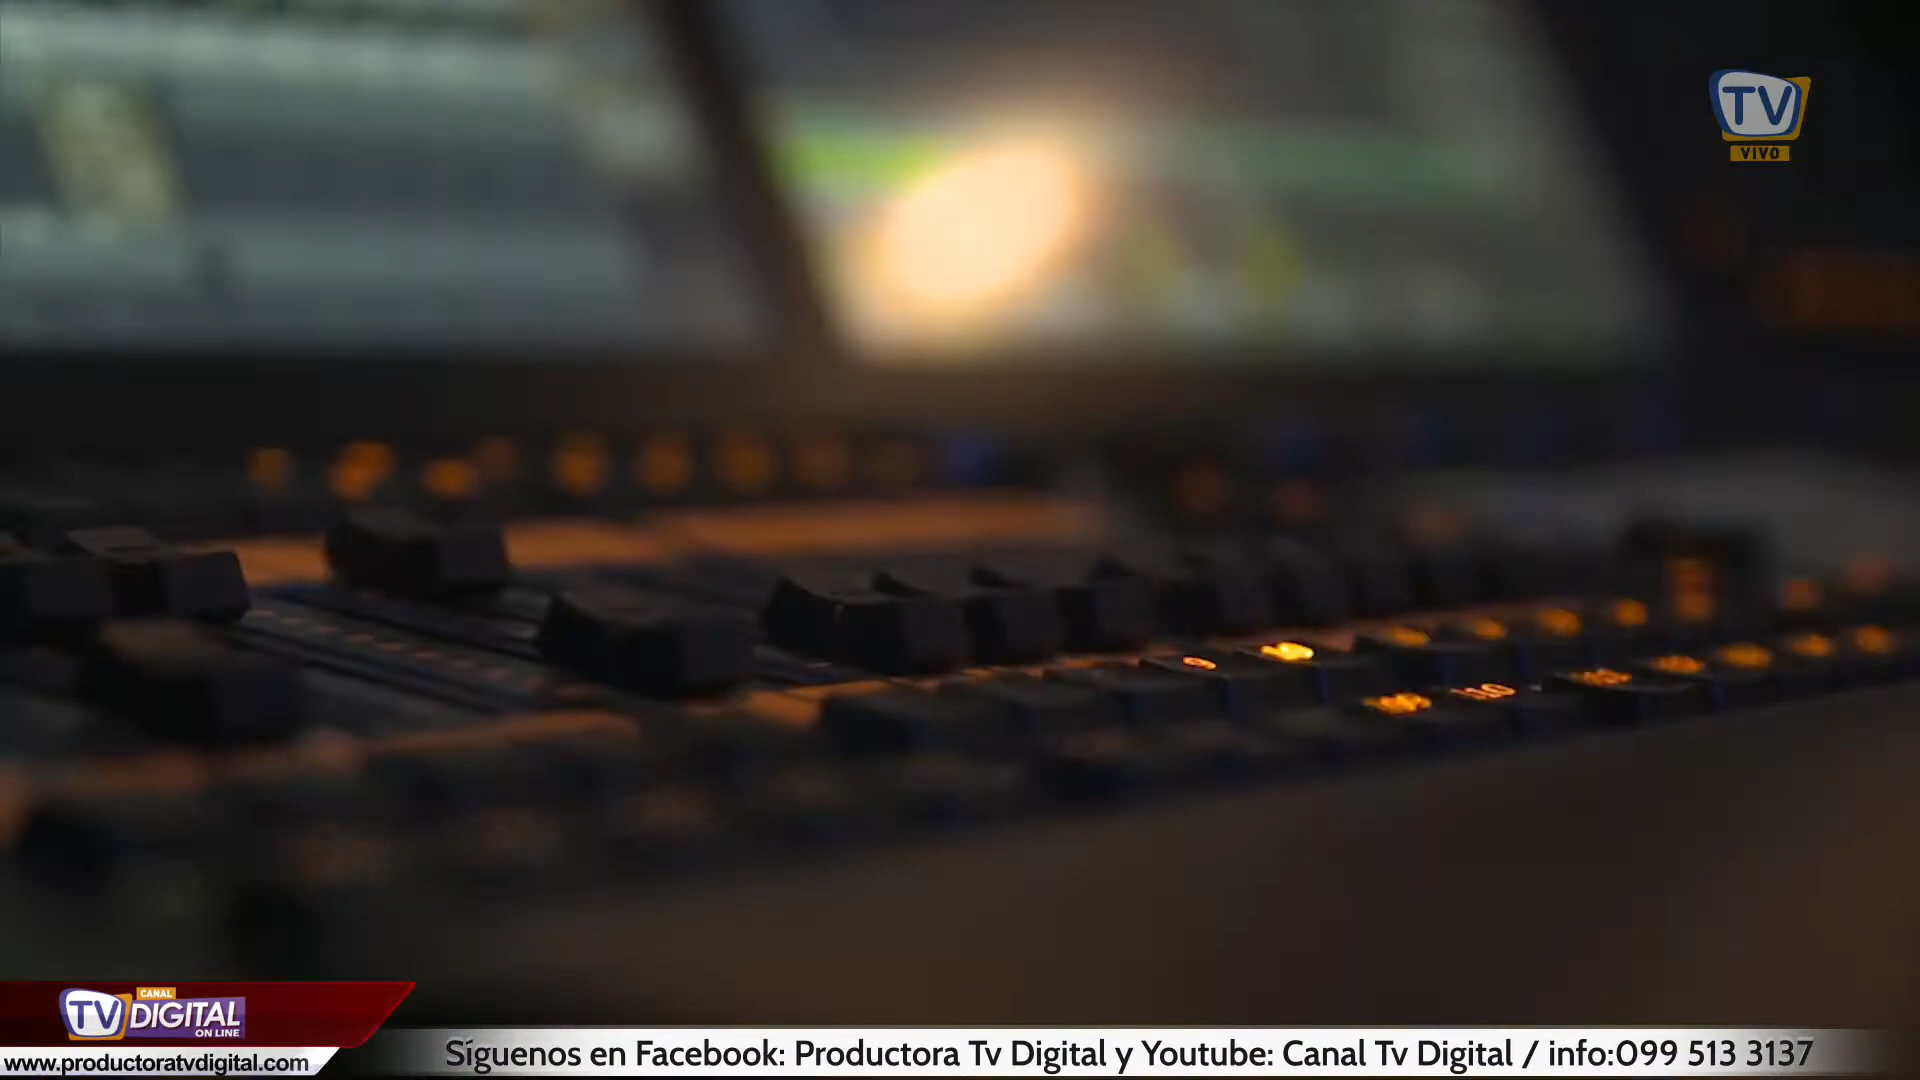 TV
VIVO
CANAL
TV DIGITAL
ON LINE
www.productoratvdigital.com
Síguenos en Facebook: Productora Tv Digital y Youtube: Canal Tv Digital / info:099 513 3137